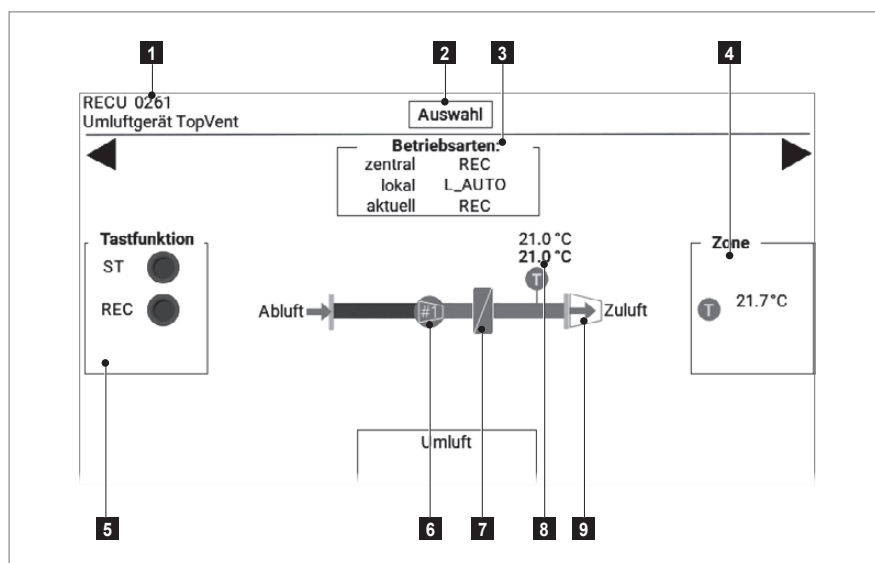 1
2
3
4
RECU 0261
Umluftgerät TopVent
Auswahl
Betriebsarten:
zentral REC
lokal L_AUTO
aktuell REC
Tastfunktion
ST
REC
21.0 °C
21.0 °C
T
Abluft
#1
Zuluft
Zone
T 21.7°C
Umluft
5
6
7
8
9